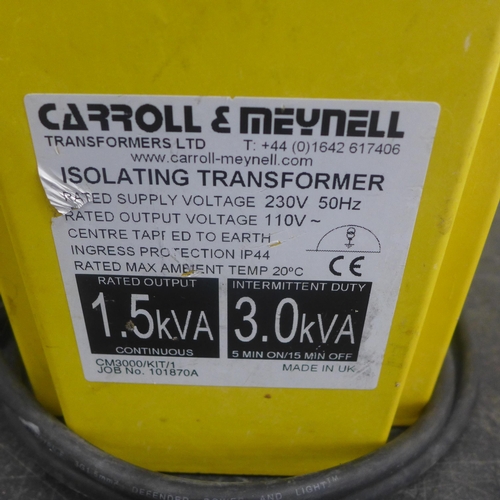 CARROLL & MEYNELL
TRANSFORMERS LTD T: +44 (0)1642 617406
www.carroll-meynell.com
ISOLATING TRANSFORMER
RATED SUPPLY VOLTAGE 230V 50Hz
RATED OUTPUT VOLTAGE 110V ~
CENTRE TAPPED TO EARTH
INGRESS PROTECTION IP44
RATED MAX AMBIENT TEMP 20ºC
CE
RATED OUTPUT
1.5kVA
CONTINUOUS
INTERMITTENT DUTY
3.0kVA
5 MIN ON/15 MIN OFF
CM3000/KIT/1
JOB No. 101870A
MADE IN UK